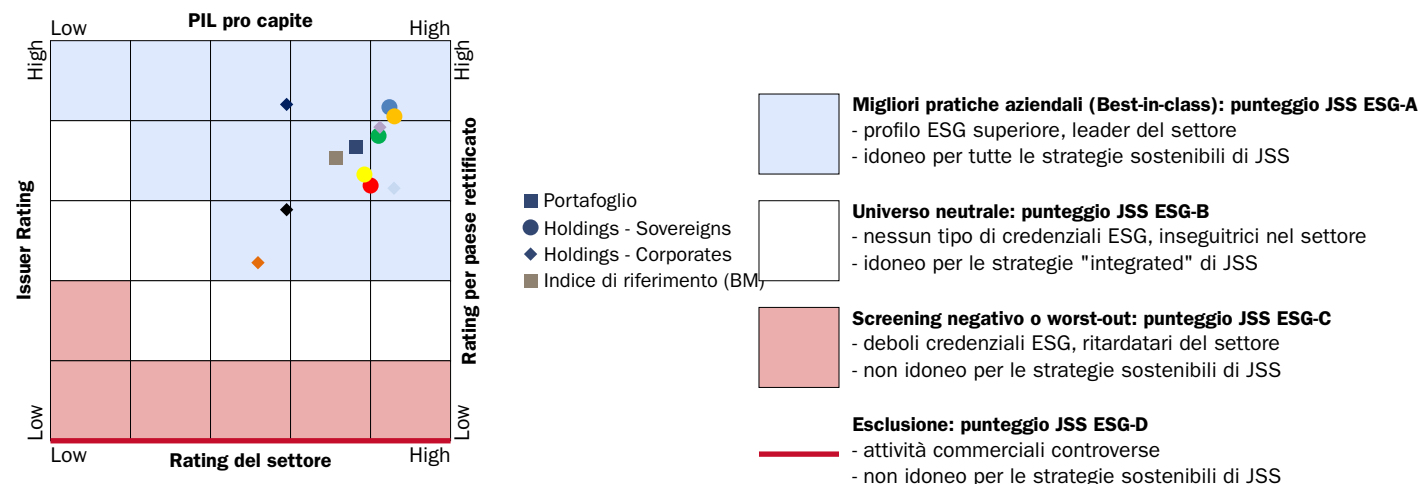 PIL pro capite
Low
High
High
High
Issuer Rating
Rating per paese rettificato
Low
Low
Low
High
Rating del settore
Portafoglio
Holdings - Sovereigns
Holdings - Corporates
Indice di riferimento (BM)
Migliori pratiche aziendali (Best-in-class): punteggio JSS ESG-A
- profilo ESG superiore, leader del settore
- idoneo per tutte le strategie sostenibili di JSS
Universo neutrale: punteggio JSS ESG-B
- nessun tipo di credenziali ESG, inseguitrici nel settore
- idoneo per le strategie "integrated" di JSS
Screening negativo o worst-out: punteggio JSS ESG-C
- deboli credenziali ESG, ritardatari del settore
- non idoneo per le strategie sostenibili di JSS
Esclusione: punteggio JSS ESG-D
- attività commerciali controverse
- non idoneo per le strategie sostenibili di JSS